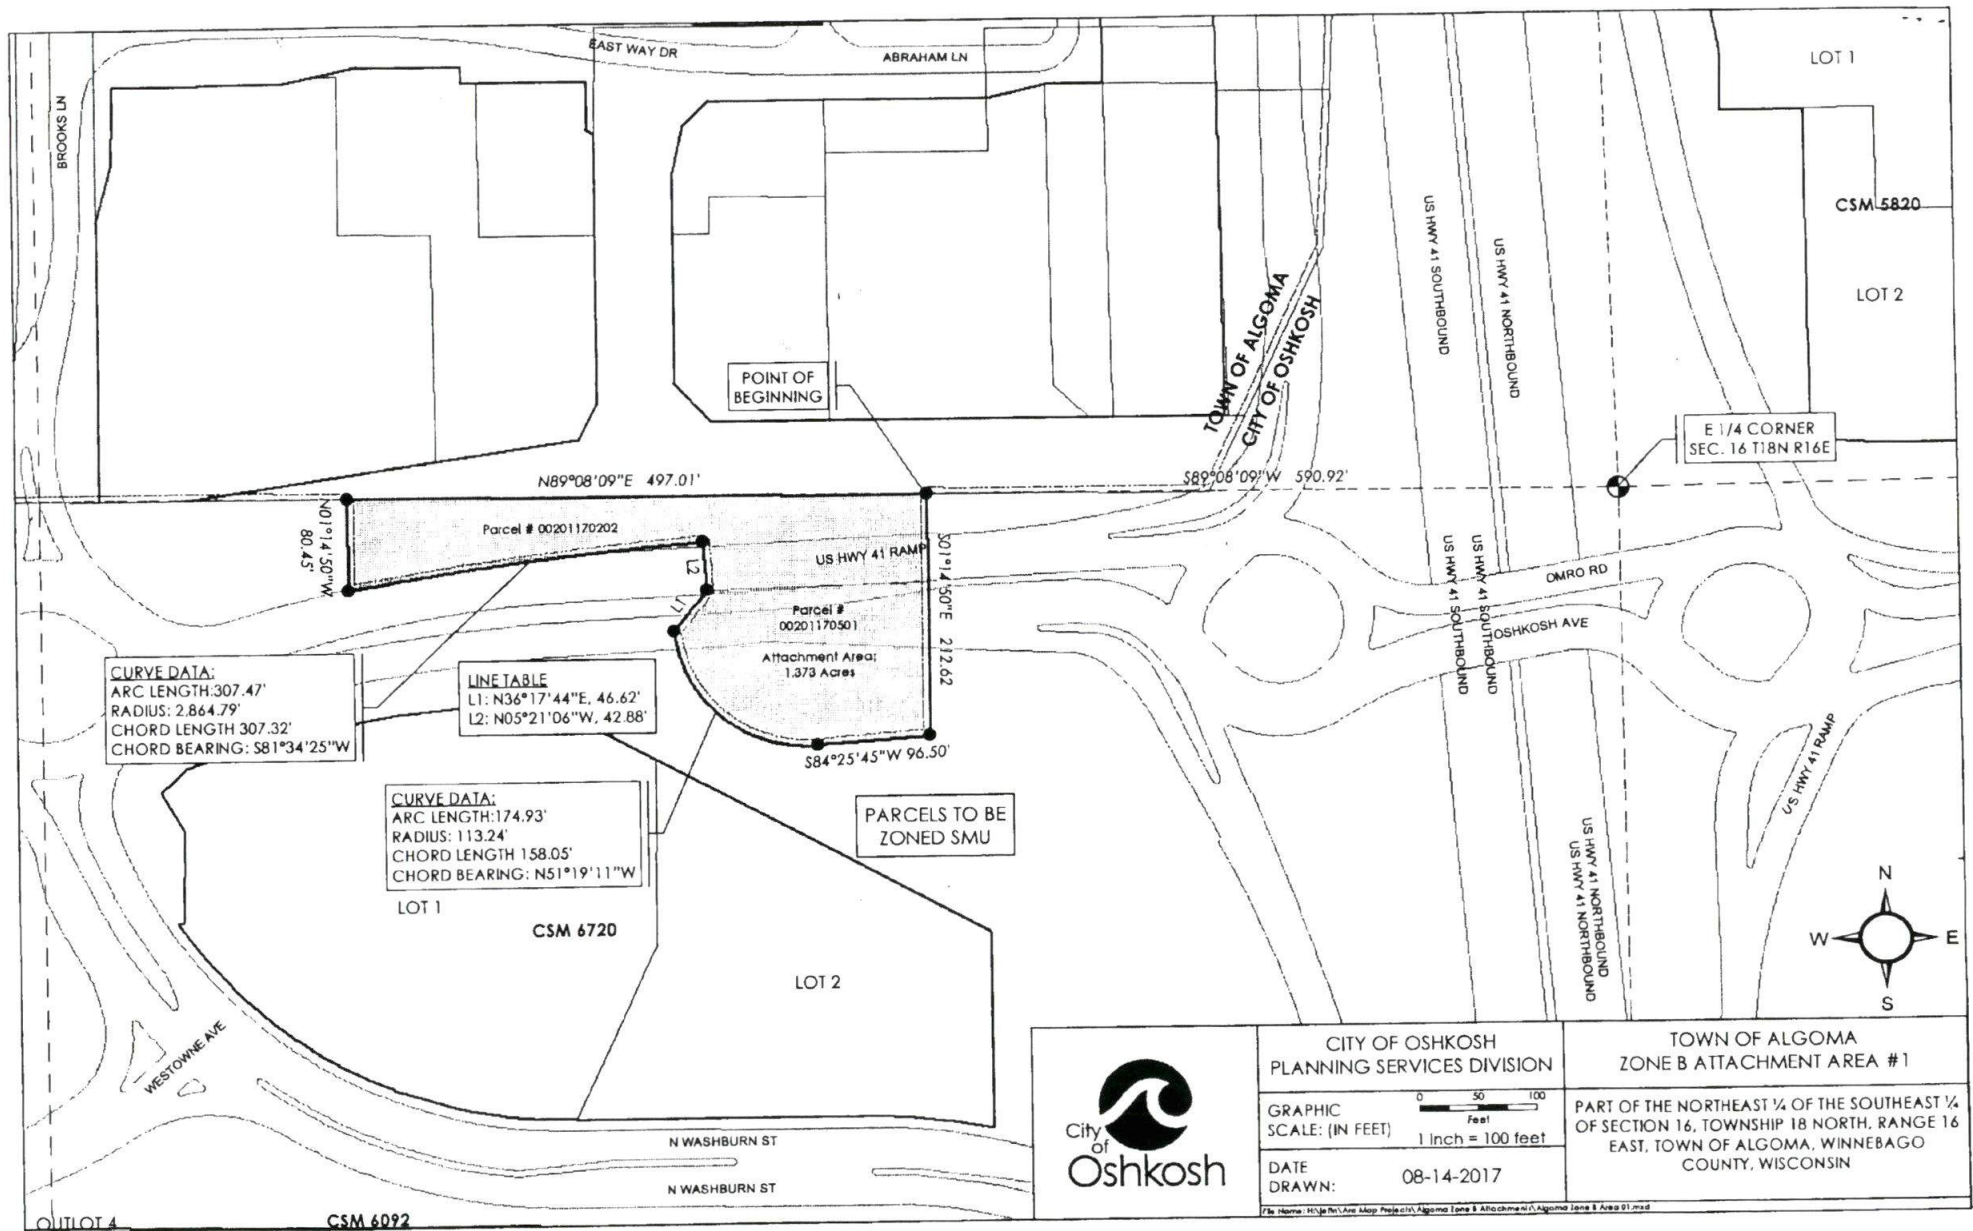 EAST WAY DR
ABRAHAM LN
BROOKS LN
LOT 1
CSM 5820
LOT 2
US HWY 41 SOUTHBOUND
US HWY 41 NORTHBOUND
TOWN OF ALGOMA
CITY OF OSHKOSH
POINT OF
BEGINNING
E 1/4 CORNER
SEC. 16 T18N R16E
N89°08'09"E 497.01'
S89°08'09"W 590.92'
N01°14'50"W
80.45'
Parcel # 00201170202
US HWY 41 RAMP
S01°14'50"E 212.62
L2
L1
Parcel #
00201170501
Attachment Area:
1.373 Acres
OMRO RD
OSHKOSH AVE
US HWY 41 SOUTHBOUND
US HWY 41 SOUTHBOUND
CURVE DATA:
ARC LENGTH:307.47'
RADIUS: 2,864.79'
CHORD LENGTH 307.32'
CHORD BEARING: S81°34'25"W
LINE TABLE
L1: N36°17'44"E, 46.62'
L2: N05°21'06"W, 42.88'
S84°25'45"W 96.50'
US HWY 41 RAMP
CURVE DATA:
ARC LENGTH:174.93'
RADIUS: 113.24'
CHORD LENGTH 158.05'
CHORD BEARING: N51°19'11"W
PARCELS TO BE
ZONED SMU
US HWY 41 NORTHBOUND
US HWY 41 NORTHBOUND
LOT 1
CSM 6720
LOT 2
N
W
E
S
WESTOWNE AVE
N WASHBURN ST
N WASHBURN ST
OUTLOT 4
CSM 6092
City
of
Oshkosh
CITY OF OSHKOSH
PLANNING SERVICES DIVISION
GRAPHIC
SCALE: (IN FEET)
0 50 100
Feet
1 inch = 100 feet
DATE
DRAWN:
08-14-2017
TOWN OF ALGOMA
ZONE B ATTACHMENT AREA #1
PART OF THE NORTHEAST ¼ OF THE SOUTHEAST ¼
OF SECTION 16, TOWNSHIP 18 NORTH, RANGE 16
EAST, TOWN OF ALGOMA, WINNEBAGO
COUNTY, WISCONSIN